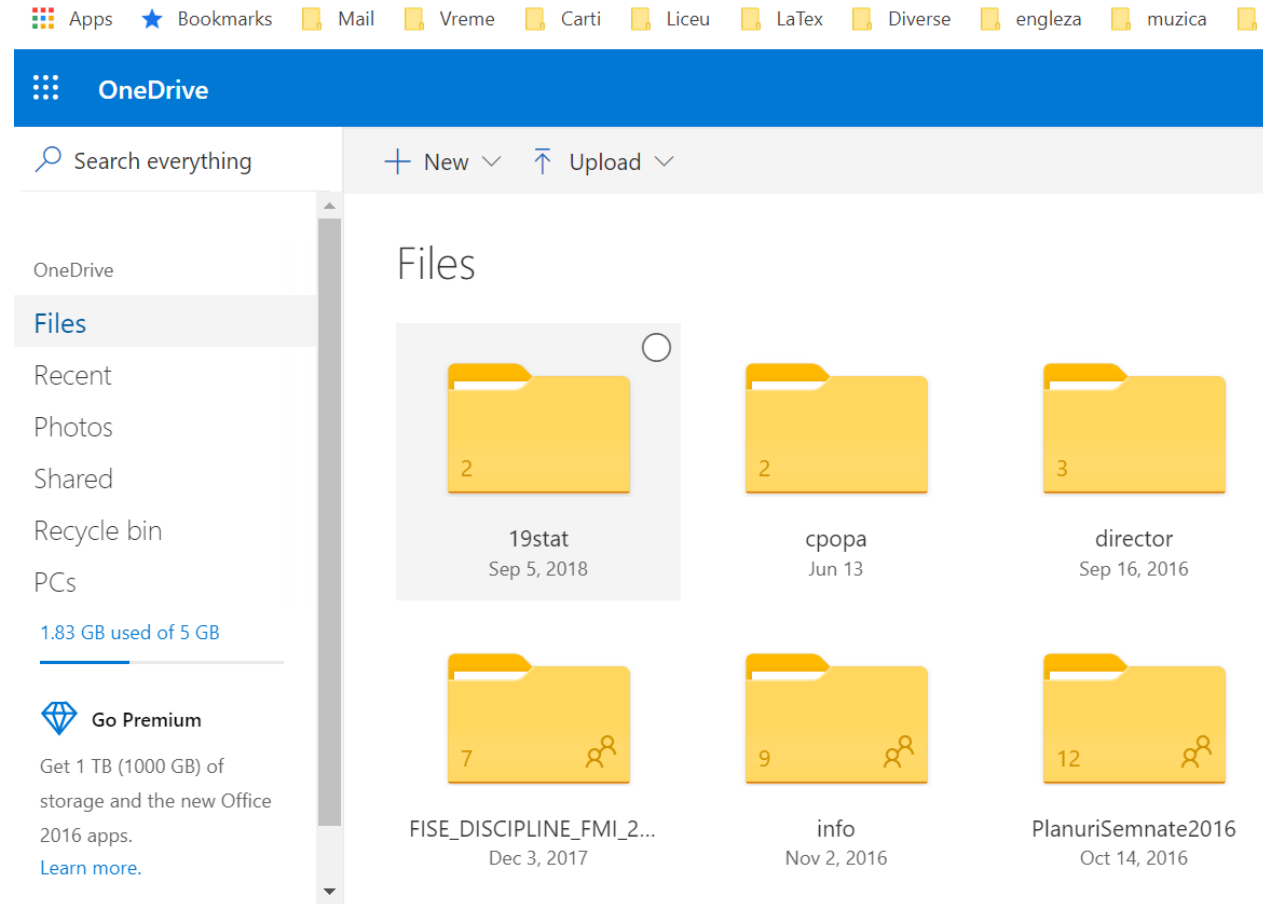 Apps Bookmarks Mail Vreme Carti Liceu LaTex Diverse engleza muzica
OneDrive
Search everything
New Upload
OneDrive
Files
Recent
Photos
Shared
Recycle bin
PCs
1.83 GB used of 5 GB
Go Premium
Get 1 TB (1000 GB) of
storage and the new Office
2016 apps.
Learn more.
Files
2 2 3
19stat cpopa director
Sep 5, 2018 Jun 13 Sep 16, 2016
7 9 12
FISE_DISCIPLINE_FMI_2... info PlanuriSemnate2016
Dec 3, 2017 Nov 2, 2016 Oct 14, 2016